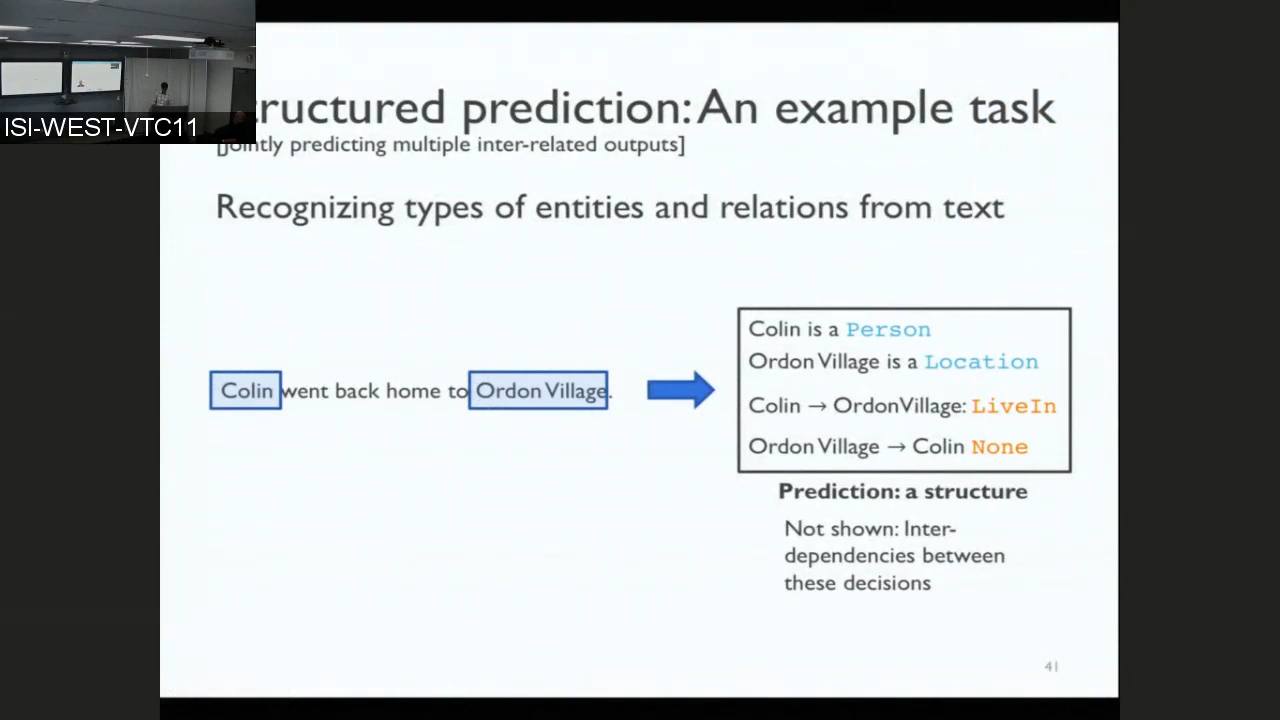 ISI-WEST-VTC11
tructured prediction: An example task
[Jointly predicting multiple inter-related outputs]
Recognizing types of entities and relations from text
Colin went back home to Ordon Village.
Colin is a Person
Ordon Village is a Location
Colin → OrdonVillage: LiveIn
Ordon Village → Colin None
Prediction: a structure
Not shown: Inter-
dependencies between
these decisions
41